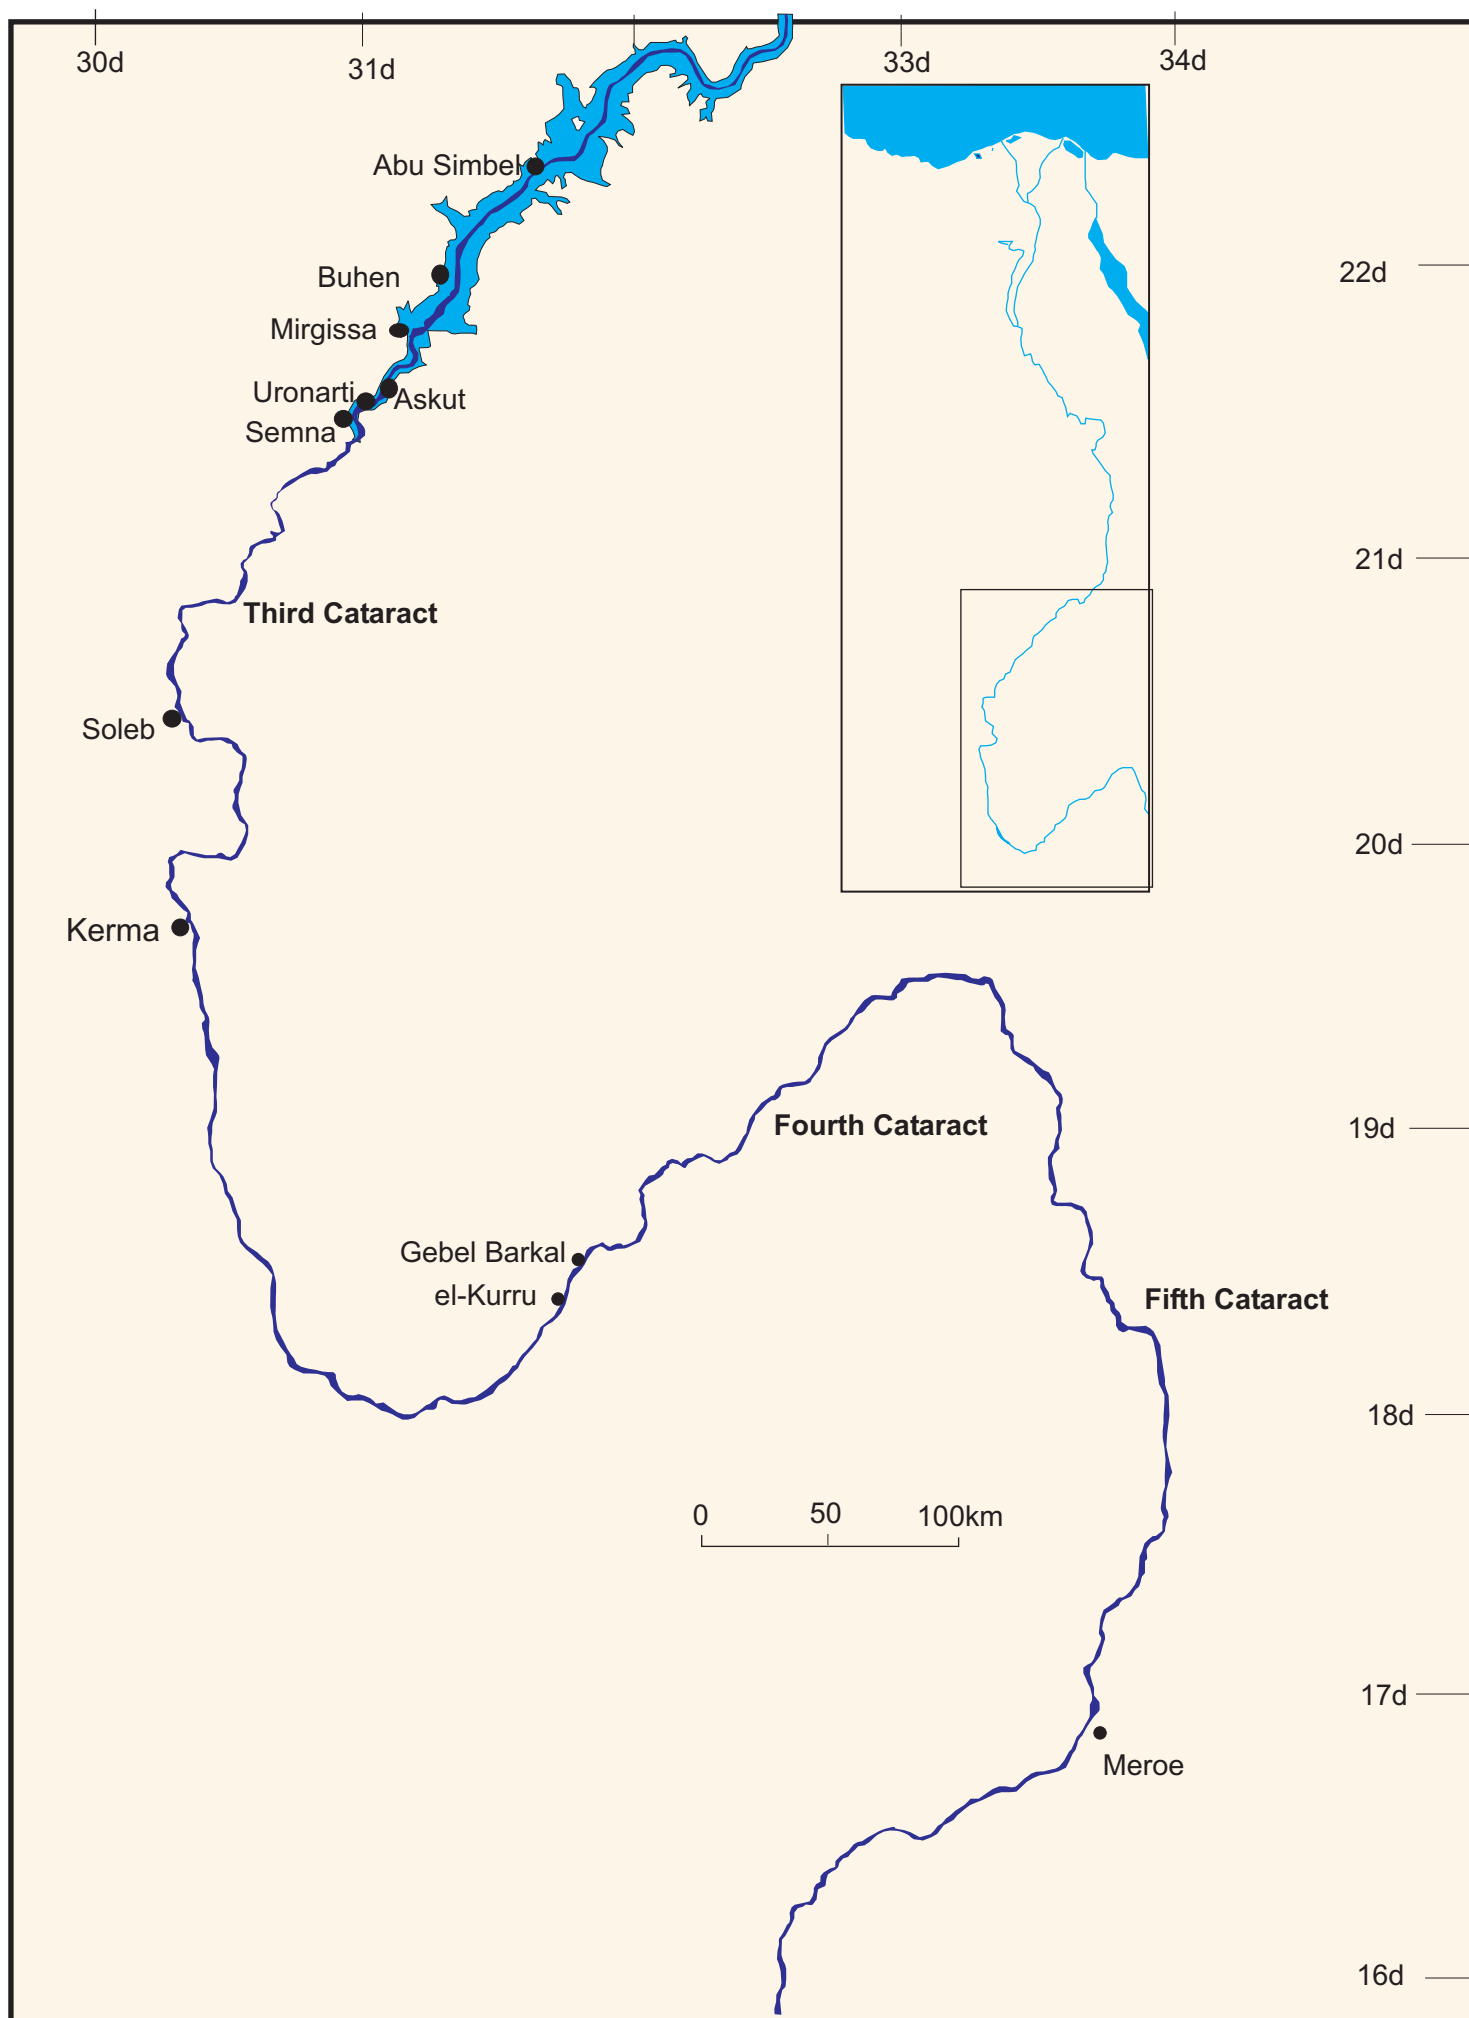 30d
31d
33d
34d
Abu Simbel
22d
Buhen
Mirgissa
Uronarti
Askut
Semna
21d
Third Cataract
Soleb
20d
Kerma
Fourth Cataract
19d
Gebel Barkal
el-Kurru
Fifth Cataract
18d
0 50 100km
17d
Meroe
16d